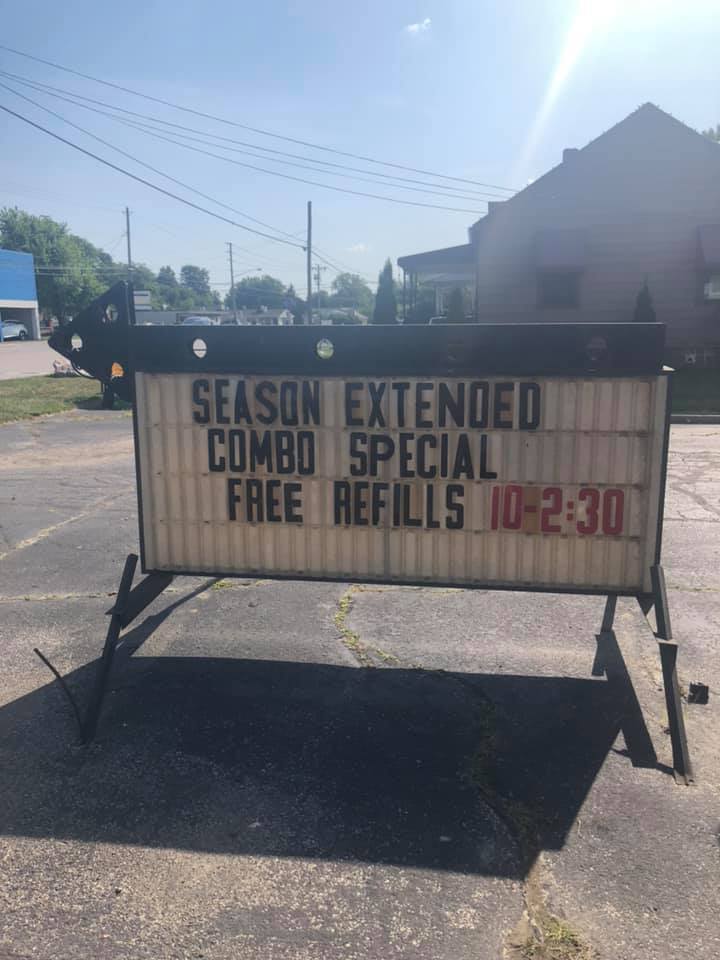 SEASON EXTENDED
COMBO SPECIAL
FREE REFILLS 10-2:30